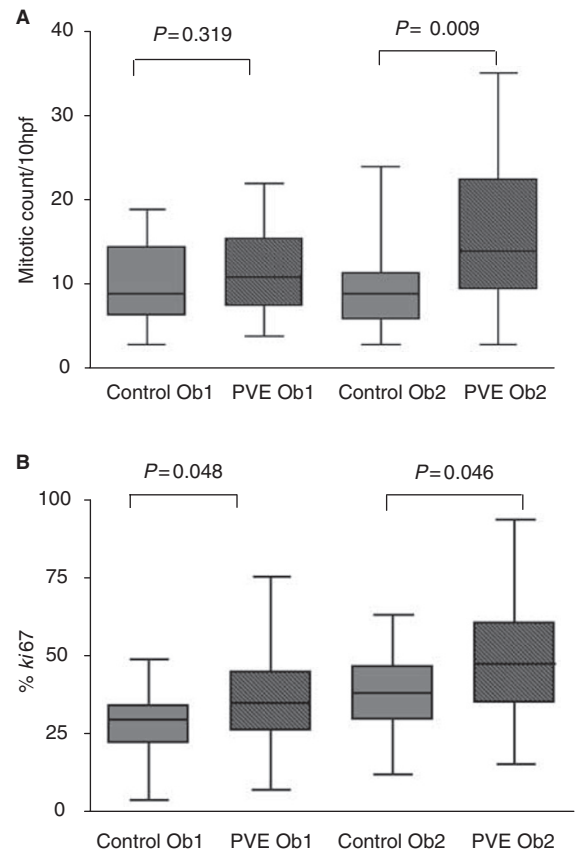 A
P=0.319
P= 0.009
40
30
20
10
0
Mitotic count/10hpf
Control Ob1 PVE Ob1 Control Ob2 PVE Ob2
B
P=0.048
P=0.046
100
75
50
25
0
% ki67
Control Ob1 PVE Ob1 Control Ob2 PVE Ob2